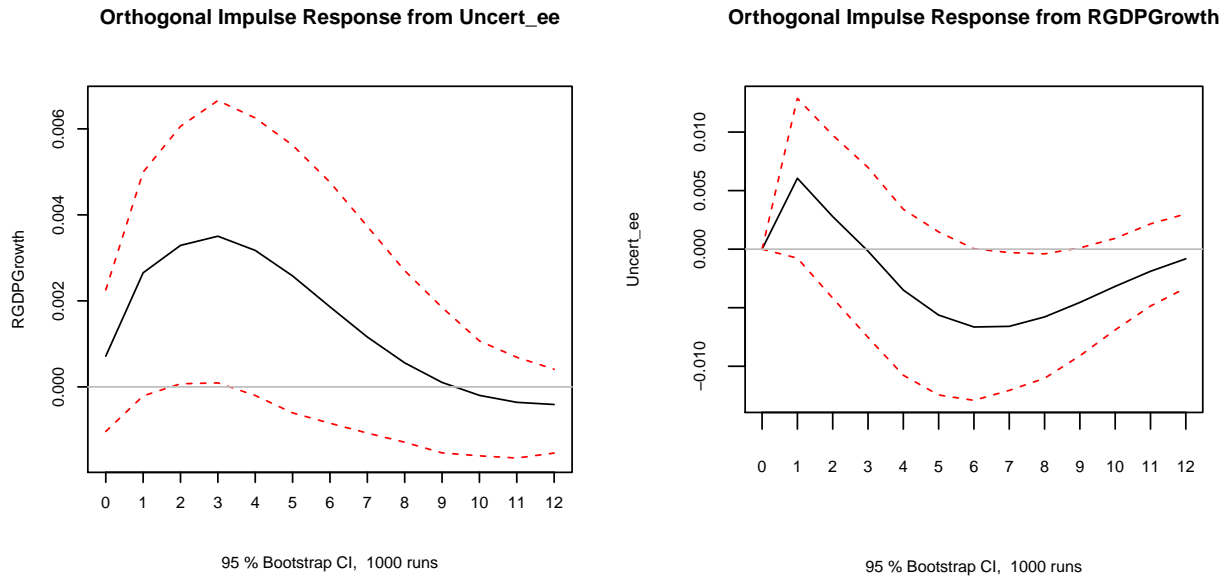 Orthogonal Impulse Response from Uncert_ee
RGDPGrowth
0.006
0.004
0.002
0.000
0 1 2 3 4 5 6 7 8 9 10 11 12
95 % Bootstrap CI, 1000 runs
Orthogonal Impulse Response from RGDPGrowth
Uncert_ee
0.010
0.005
0.000
−0.010
0 1 2 3 4 5 6 7 8 9 10 11 12
95 % Bootstrap CI, 1000 runs